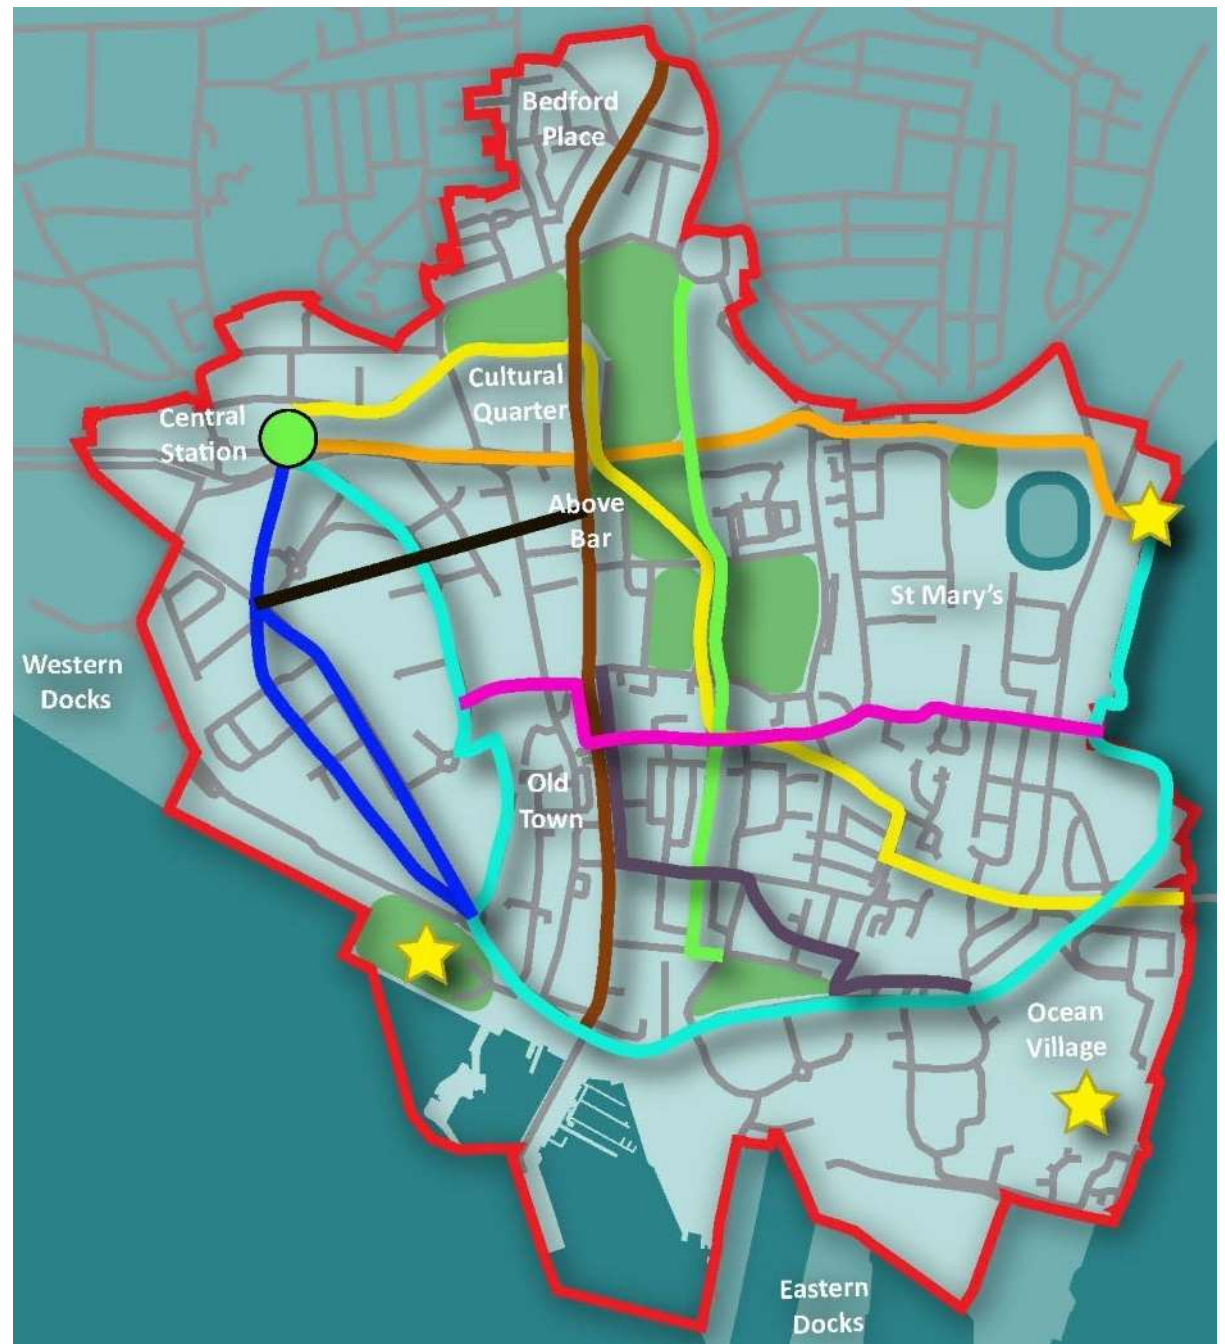 Bedford
Place
Cultural
Quarter
Central
Station
Above
Bar
St Mary's
Western
Docks
Old
Town
Ocean
Village
Eastern
Docks